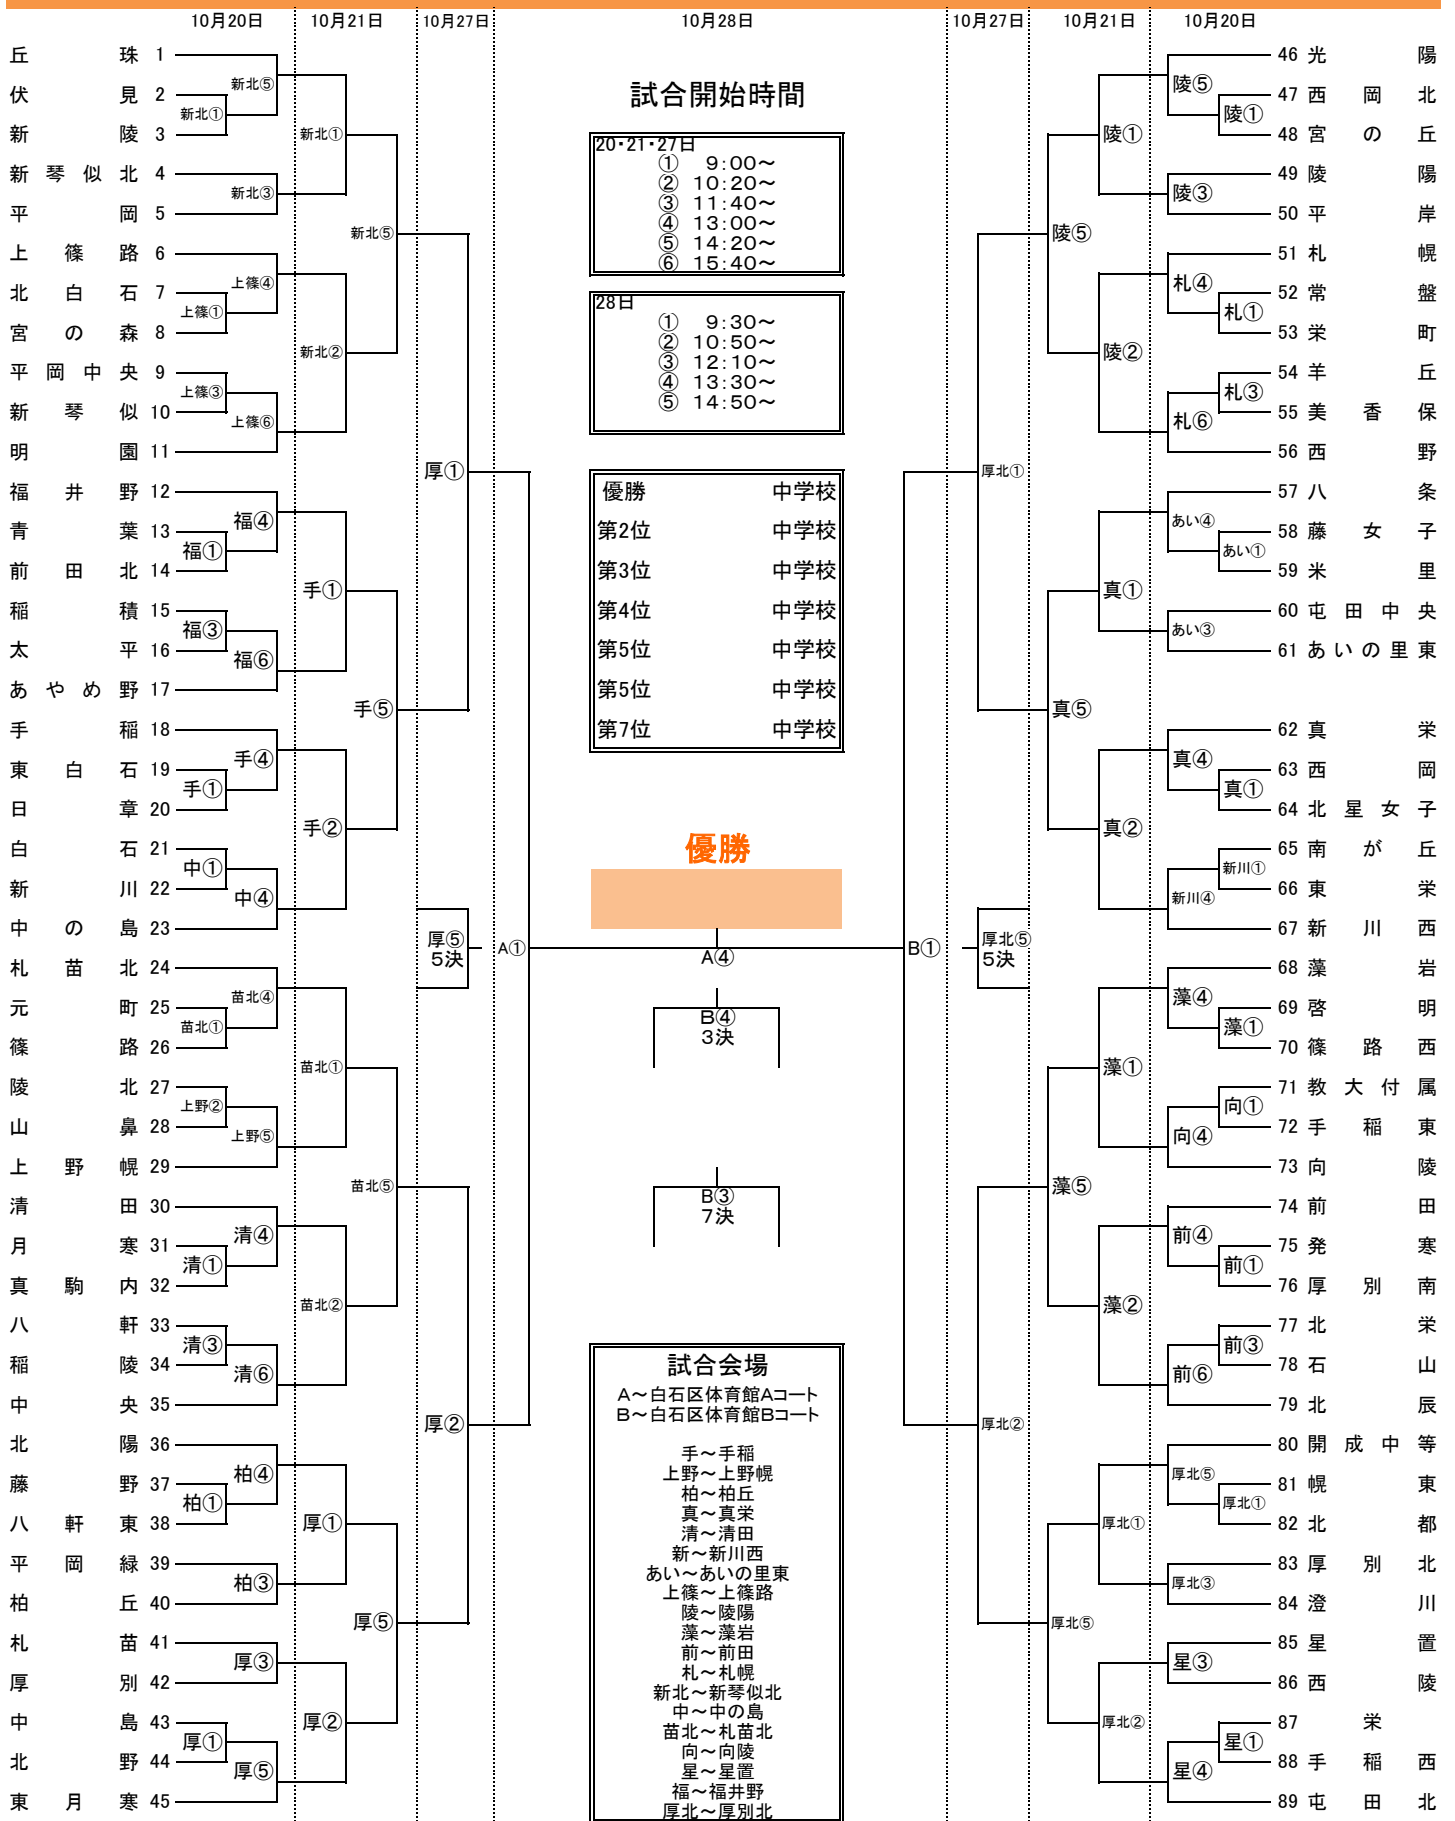 10月20日 10月21日 10月27日 10月28日 10月27日 10月21日 10月20日
丘珠 1
伏見 2
新陵 3
新琴似北 4
平岡 5
上篠路 6
北白石 7
宮の森 8
平岡中央 9
新琴似 10
明園 11
福井野 12
青葉 13
前田北 14
稲積 15
太平 16
あやめ野 17
手稲 18
東白石 19
日章 20
白石 21
新川 22
中の島 23
札苗北 24
元町 25
篠路 26
陵北 27
山鼻 28
上野幌 29
清田 30
月寒 31
真駒内 32
八軒 33
稲陵 34
中央 35
北陽 36
藤野 37
八軒東 38
平岡緑 39
柏丘 40
札苗 41
厚別 42
中島 43
北野 44
東月寒 45
新北⑤
新北①
新北③
上篠④
上篠①
上篠③
上篠⑥
福④
福①
福③
福⑥
手④
手①
中①
中④
苗北④
苗北①
上野②
上野⑤
清④
清①
清③
清⑥
柏④
柏①
柏③
厚③
厚①
厚⑤
新北①
新北②
手①
手②
苗北①
苗北②
厚①
厚②
新北⑤
手⑤
苗北⑤
厚⑤
厚①
厚②
厚⑤
5決
A①
試合開始時間
20・21・27日
① 9:00～
② 10:20～
③ 11:40～
④ 13:00～
⑤ 14:20～
⑥ 15:40～
28日
① 9:30～
② 10:50～
③ 12:10～
④ 13:30～
⑤ 14:50～
優勝 中学校
第2位 中学校
第3位 中学校
第4位 中学校
第5位 中学校
第5位 中学校
第7位 中学校
優勝
A④
B④
3決
B③
7決
試合会場
A～白石区体育館Aコート
B～白石区体育館Bコート
手～手稲
上野～上野幌
柏～柏丘
真～真栄
清～清田
新～新川西
あい～あいの里東
上篠～上篠路
陵～陵陽
藻～藻岩
前～前田
札～札幌
新北～新琴似北
中～中の島
苗北～札苗北
向～向陵
星～星置
福～福井野
厚北～厚別北
B①
厚北⑤
5決
厚北①
厚北②
陵⑤
真⑤
藻⑤
厚北⑤
陵①
陵②
真①
真②
藻①
藻②
厚北①
厚北②
陵⑤
陵①
陵③
札④
札①
札③
札⑥
あい④
あい①
あい③
真④
真①
新川①
新川④
藻④
藻①
向①
向④
前④
前①
前③
前⑥
厚北⑤
厚北①
厚北③
星③
星①
星④
46 光陽
47 西岡北
48 宮の丘
49 陵陽
50 平岸
51 札幌
52 常盤
53 栄町
54 羊丘
55 美香保
56 西野
57 八条
58 藤女子
59 米里
60 屯田中央
61 あいの里東
62 真栄
63 西岡
64 北星女子
65 南が丘
66 東栄
67 新川西
68 藻岩
69 啓明
70 篠路西
71 教大付属
72 手稲東
73 向陵
74 前田
75 発寒
76 厚別南
77 北栄
78 石山
79 北辰
80 開成中等
81 幌東
82 北都
83 厚別北
84 澄川
85 星置
86 西陵
87 栄
88 手稲西
89 屯田北